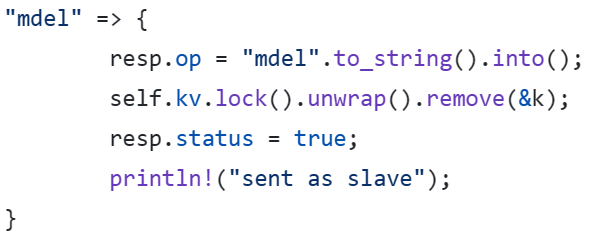 "mdel" => {
        resp.op = "mdel".to_string().into();
        self.kv.lock().unwrap().remove(&k);
        resp.status = true;
        println!("sent as slave");
}